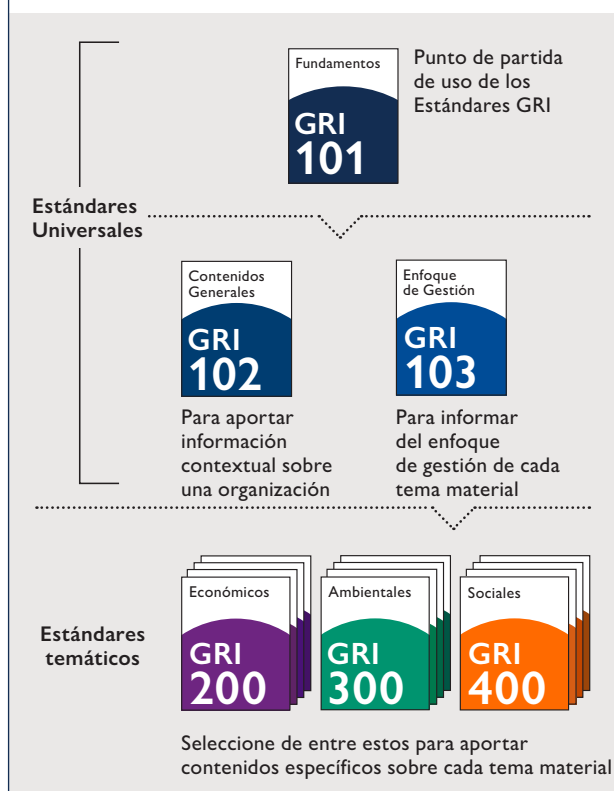 Fundamentos
GRI
101
Punto de partida
de uso de los
Estándares GRI
Estándares
Universales
Contenidos
Generales
GRI
102
Para aportar
información
contextual sobre
una organización
Enfoque
de Gestión
GRI
103
Para informar
del enfoque
de gestión de cada
tema material
Estándares
temáticos
Económicos
GRI
200
Ambientales
GRI
300
Sociales
GRI
400
Seleccione de entre estos para aportar
contenidos específicos sobre cada tema material